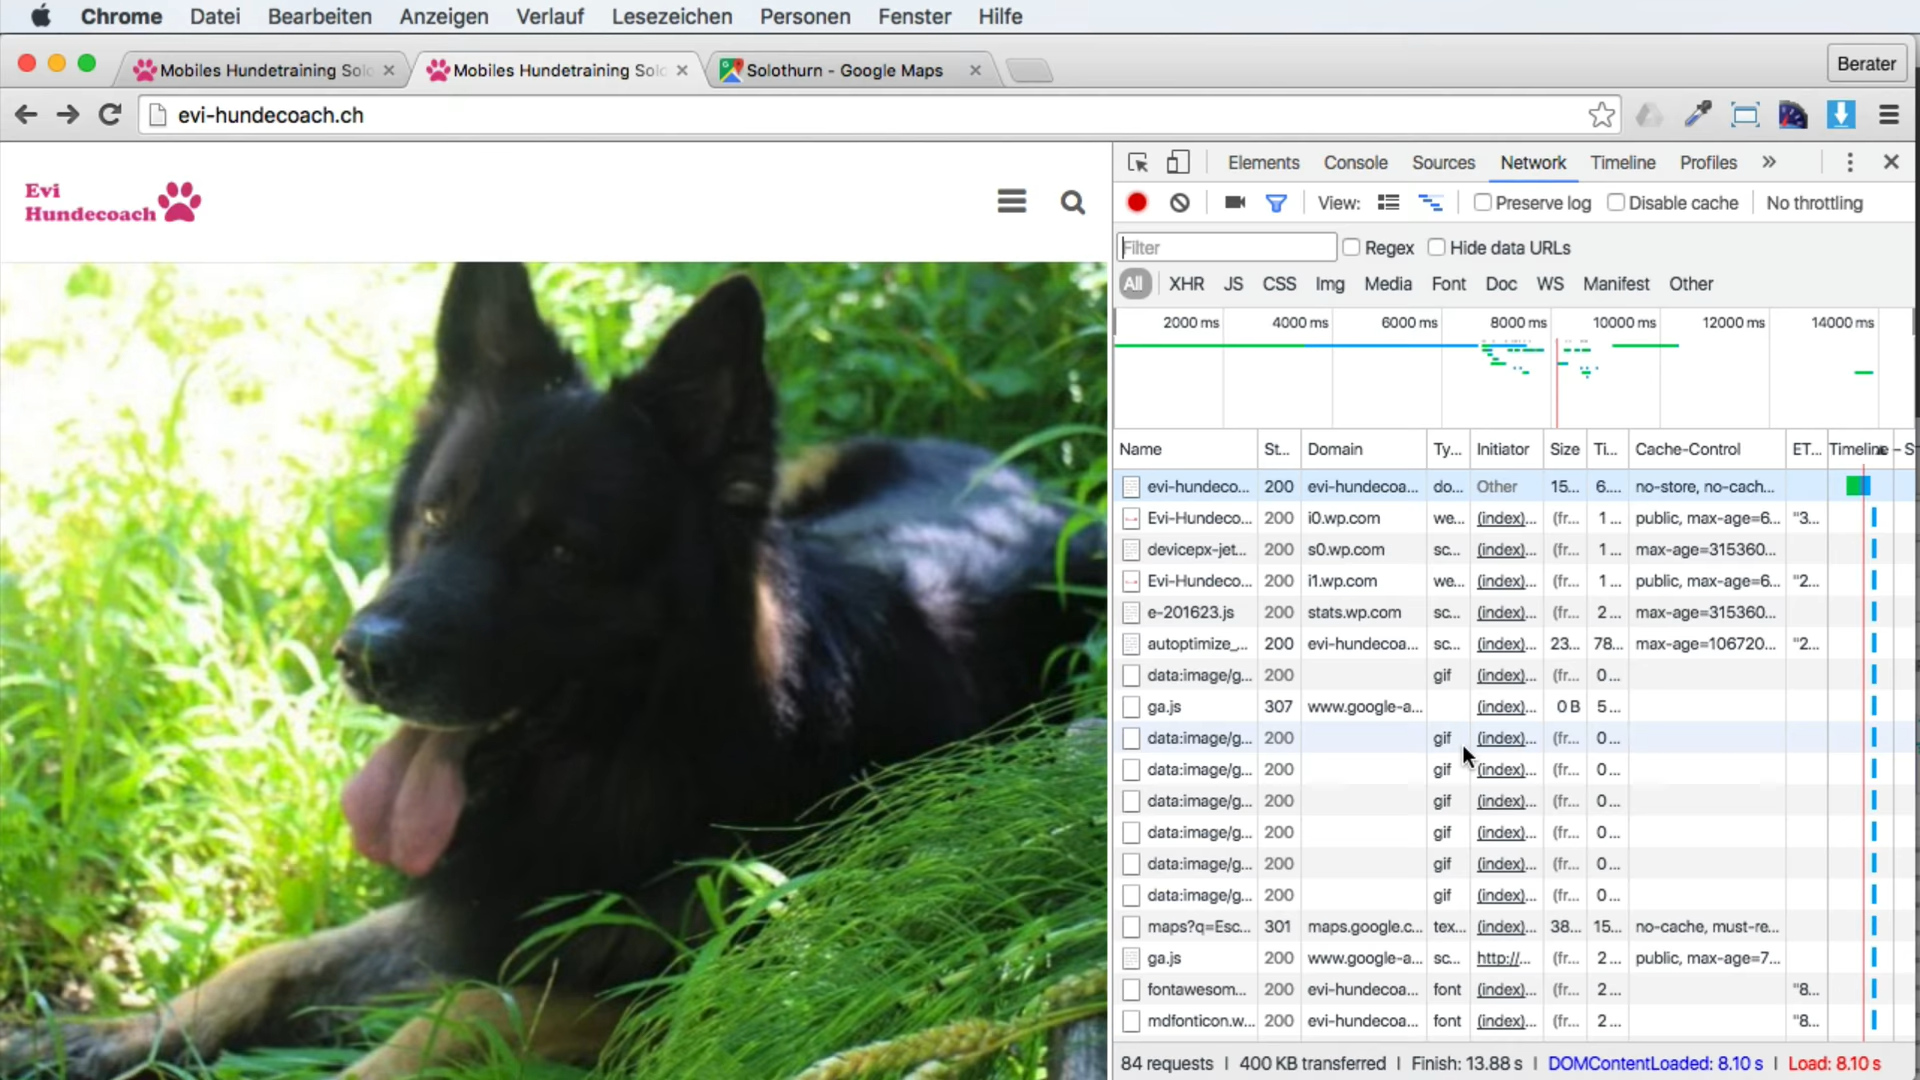 Chrome Datei Bearbeiten Anzeigen Verlauf Lesezeichen Personen Fenster Hilfe
Mobiles Hundetraining Solo Mobiles Hundetraining Solo Solothurn - Google Maps Berater
evi-hundecoach.ch
Evi
Hundecoach
Elements Console Sources Network Timeline Profiles »
View: Preserve log Disable cache No throttling
Filter Regex Hide data URLs
All XHR JS CSS Img Media Font Doc WS Manifest Other
2000 ms 4000 ms 6000 ms 8000 ms 10000 ms 12000 ms 14000 ms
Name St... Domain Ty... Initiator Size Ti... Cache-Control ET... Timeline – S
evi-hundeco... 200 evi-hundecoa... do... Other 15... 6.... no-store, no-cach...
Evi-Hundeco... 200 i0.wp.com we... (index)... (fr... 1 ... public, max-age=6... "3...
devicepx-jet... 200 s0.wp.com sc... (index)... (fr... 1 ... max-age=315360...
Evi-Hundeco... 200 i1.wp.com we... (index)... (fr... 1 ... public, max-age=6... "2...
e-201623.js 200 stats.wp.com sc... (index)... (fr... 2 ... max-age=315360...
autoptimize_... 200 evi-hundecoa... sc... (index)... 23... 78... max-age=106720... "2...
data:image/g... 200 gif (index)... (fr... 0 ...
ga.js 307 www.google-a... (index)... 0 B 5 ...
data:image/g... 200 gif (index)... (fr... 0 ...
data:image/g... 200 gif (index)... (fr... 0 ...
data:image/g... 200 gif (index)... (fr... 0 ...
data:image/g... 200 gif (index)... (fr... 0 ...
data:image/g... 200 gif (index)... (fr... 0 ...
data:image/g... 200 gif (index)... (fr... 0 ...
maps?q=Esc... 301 maps.google.c... tex... (index)... 38... 15... no-cache, must-re...
ga.js 200 www.google-a... sc... http://... (fr... 2 ... public, max-age=7...
fontawesom... 200 evi-hundecoa... font (index)... (fr... 2 ... "8...
mdfonticon.w... 200 evi-hundecoa... font (index)... (fr... 2 ... "8...
84 requests | 400 KB transferred | Finish: 13.88 s | DOMContentLoaded: 8.10 s | Load: 8.10 s